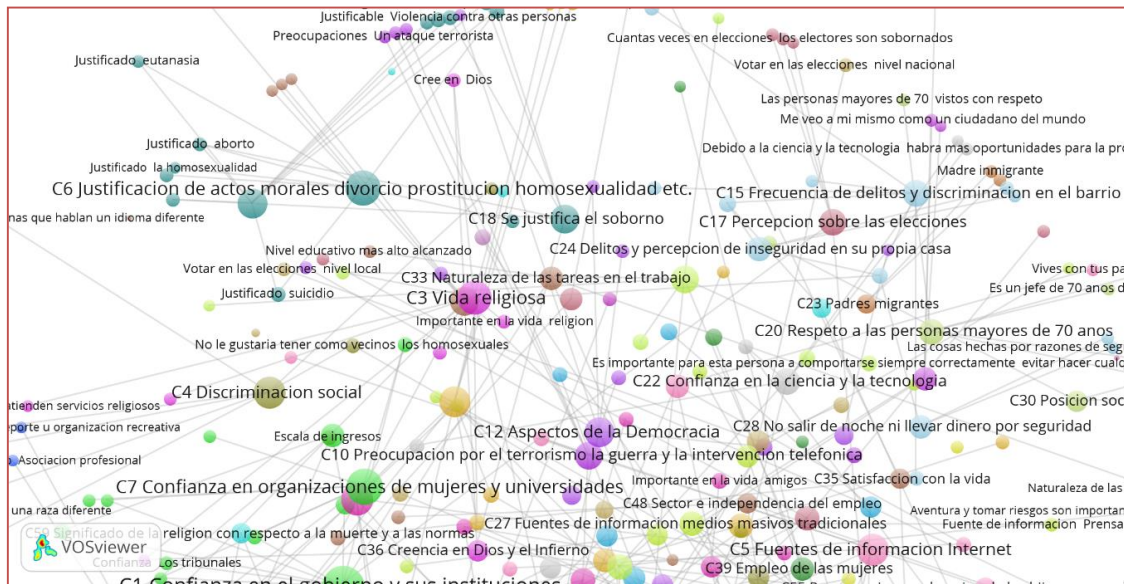 Justificable Violencia contra otras personas
Preocupaciones Un ataque terrorista
Cuantas veces en elecciones los electores son sobornados
Justificado eutanasia
Votar en las elecciones nivel nacional
Cree en Dios
Las personas mayores de 70 vistos con respeto
Me veo a mi mismo como un ciudadano del mundo
Justificado aborto
Debido a la ciencia y la tecnologia habra mas oportunidades para la pro
Justificado la homosexualidad
Madre inmigrante
C6 Justificacion de actos morales divorcio prostitucion homosexualidad etc.
C15 Frecuencia de delitos y discriminacion en el barrio
nas que hablan un idioma diferente
C18 Se justifica el soborno
C17 Percepcion sobre las elecciones
Nivel educativo mas alto alcanzado
C24 Delitos y percepcion de inseguridad en su propia casa
Votar en las elecciones nivel local
C33 Naturaleza de las tareas en el trabajo
Vives con tus pa
Justificado suicidio
C3 Vida religiosa
Es un jefe de 70 anos d
C23 Padres migrantes
Importante en la vida religion
C20 Respeto a las personas mayores de 70 anos
No le gustaria tener como vecinos los homosexuales
Las cosas hechas por razones de seg
Es importante para esta persona a comportarse siempre correctamente evitar hacer cualq
C22 Confianza en la ciencia y la tecnologia
C4 Discriminacion social
C30 Posicion soc
tienden servicios religiosos
eporte u organizacion recreativa
Escala de ingresos
C12 Aspectos de la Democracia
C28 No salir de noche ni llevar dinero por seguridad
C10 Preocupacion por el terrorismo la guerra y la intervencion telefonica
Asociacion profesional
Importante en la vida amigos
C35 Satisfaccion con la vida
C7 Confianza en organizaciones de mujeres y universidades
Naturaleza de las
C48 Sector e independencia del empleo
una raza diferente
Aventura y tomar riesgos son importan
C59 Significado de la religion con respecto a la muerte y a las normas
C27 Fuentes de informacion medios masivos tradicionales
Fuente de informacion Prensa
VOSviewer
C36 Creencia en Dios y el Infierno
C5 Fuentes de informacion Internet
Confianza Los tribunales
C39 Empleo de las mujeres
C1 Confianza en el gobierno y sus instituciones